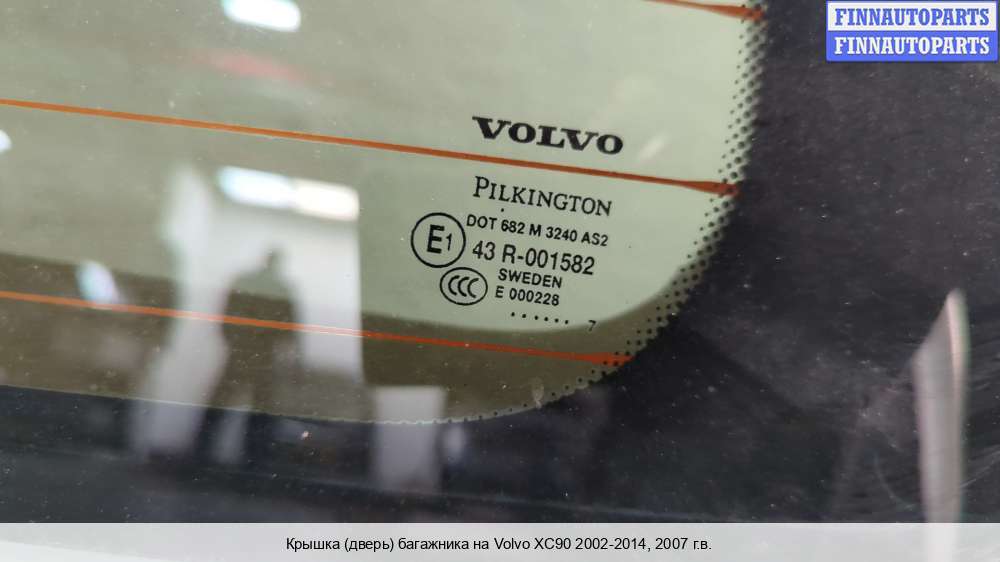 FINNAUTOPARTS
FINNAUTOPARTS
VOLVO
PILKINGTON
DOT 682 M 3240 AS2
E1 43 R-001582
SWEDEN
CCC E 000228
...... 7
Крышка (дверь) багажника на Volvo XC90 2002-2014, 2007 г.в.